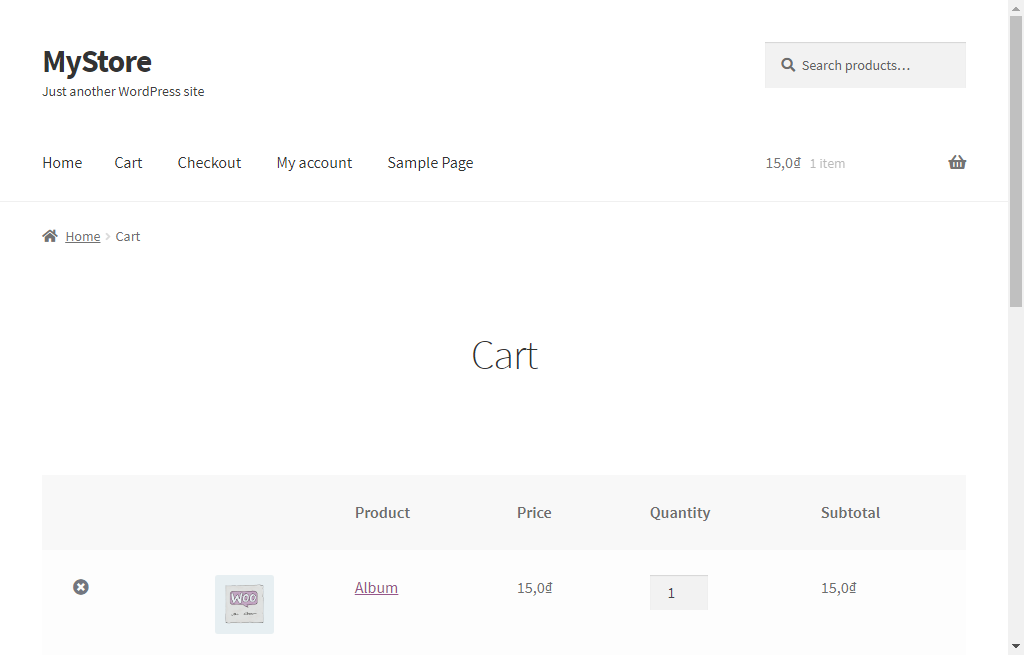 MyStore
Just another WordPress site
Search products…
Home Cart Checkout My account Sample Page 15,0₫ 1 item
Home Cart
Cart
Product Price Quantity Subtotal
Album 15,0₫ 1 15,0₫
WOO